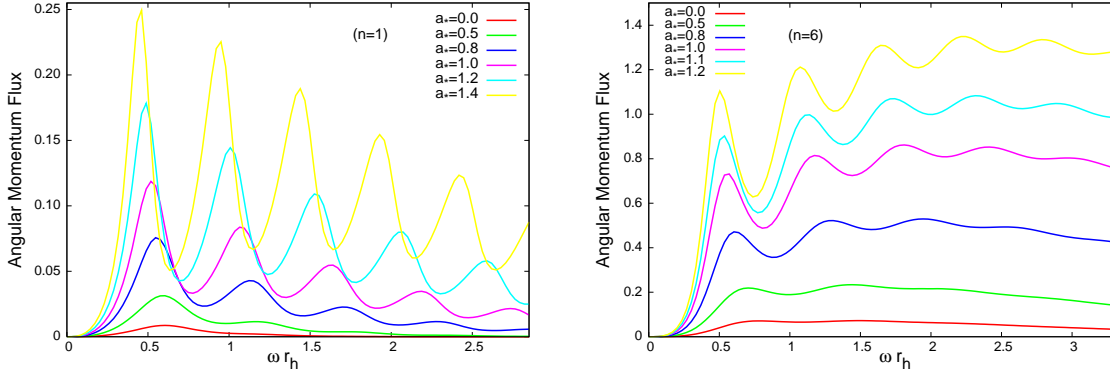 Angular Momentum Flux
0.25
0.20
0.15
0.10
0.05
0
0
0.5
1
1.5
2
2.5
ω r_h
(n=1)
a*=0.0
a*=0.5
a*=0.8
a*=1.0
a*=1.2
a*=1.4
Angular Momentum Flux
1.4
1.2
1.0
0.8
0.6
0.4
0.2
0
0
0.5
1
1.5
2
2.5
3
ω r_h
a*=0.0
a*=0.5
a*=0.8
a*=1.0
a*=1.1
a*=1.2
(n=6)